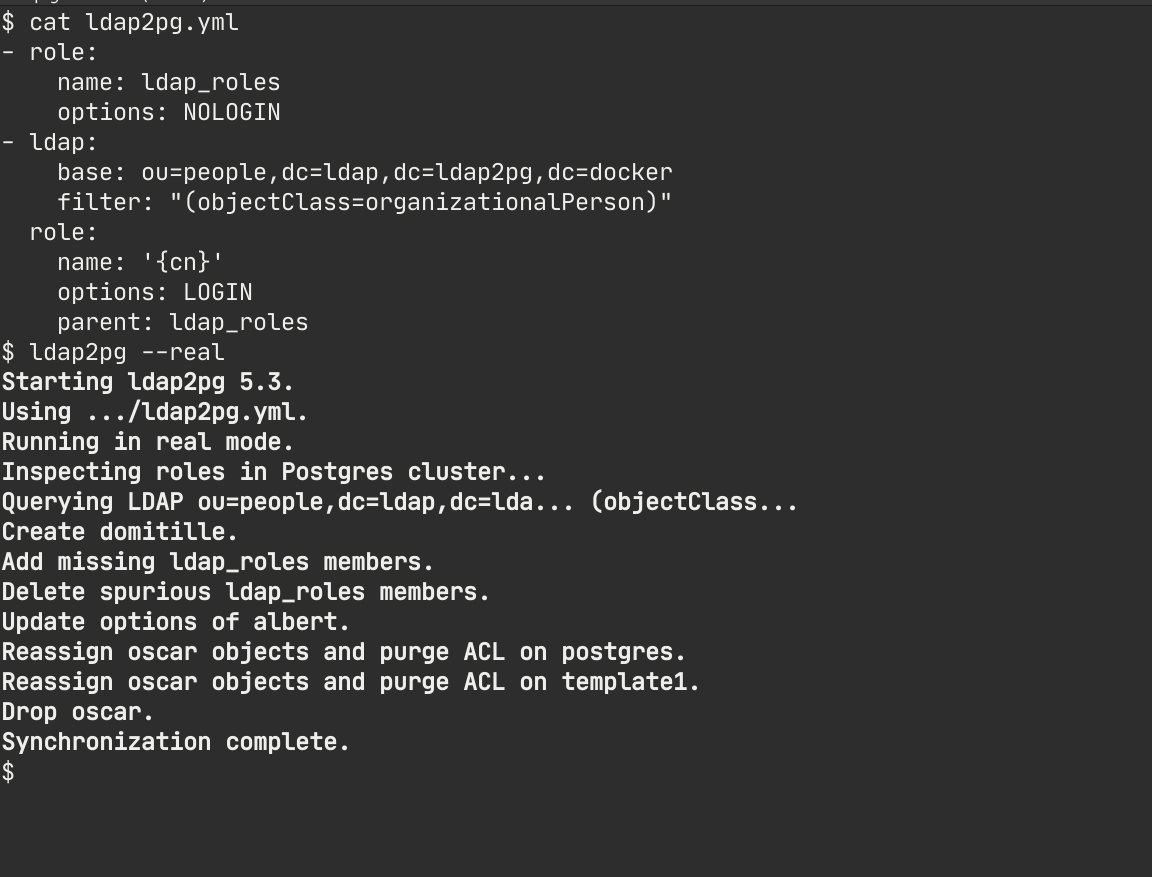 $ cat ldap2pg.yml
- role:
    name: ldap_roles
    options: NOLOGIN
- ldap:
    base: ou=people,dc=ldap,dc=ldap2pg,dc=docker
    filter: "(objectClass=organizationalPerson)"
  role:
    name: '{cn}'
    options: LOGIN
    parent: ldap_roles
$ ldap2pg --real
Starting ldap2pg 5.3.
Using .../ldap2pg.yml.
Running in real mode.
Inspecting roles in Postgres cluster...
Querying LDAP ou=people,dc=ldap,dc=lda... (objectClass...
Create domitille.
Add missing ldap_roles members.
Delete spurious ldap_roles members.
Update options of albert.
Reassign oscar objects and purge ACL on postgres.
Reassign oscar objects and purge ACL on template1.
Drop oscar.
Synchronization complete.
$